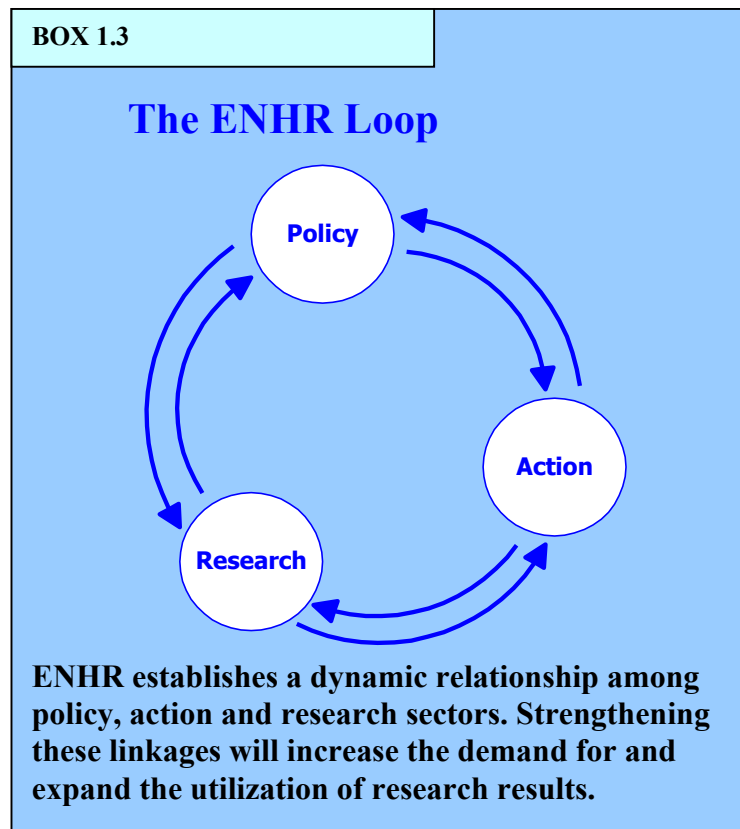 BOX 1.3
The ENHR Loop
Policy
Action
Research
ENHR establishes a dynamic relationship among
policy, action and research sectors. Strengthening
these linkages will increase the demand for and
expand the utilization of research results.